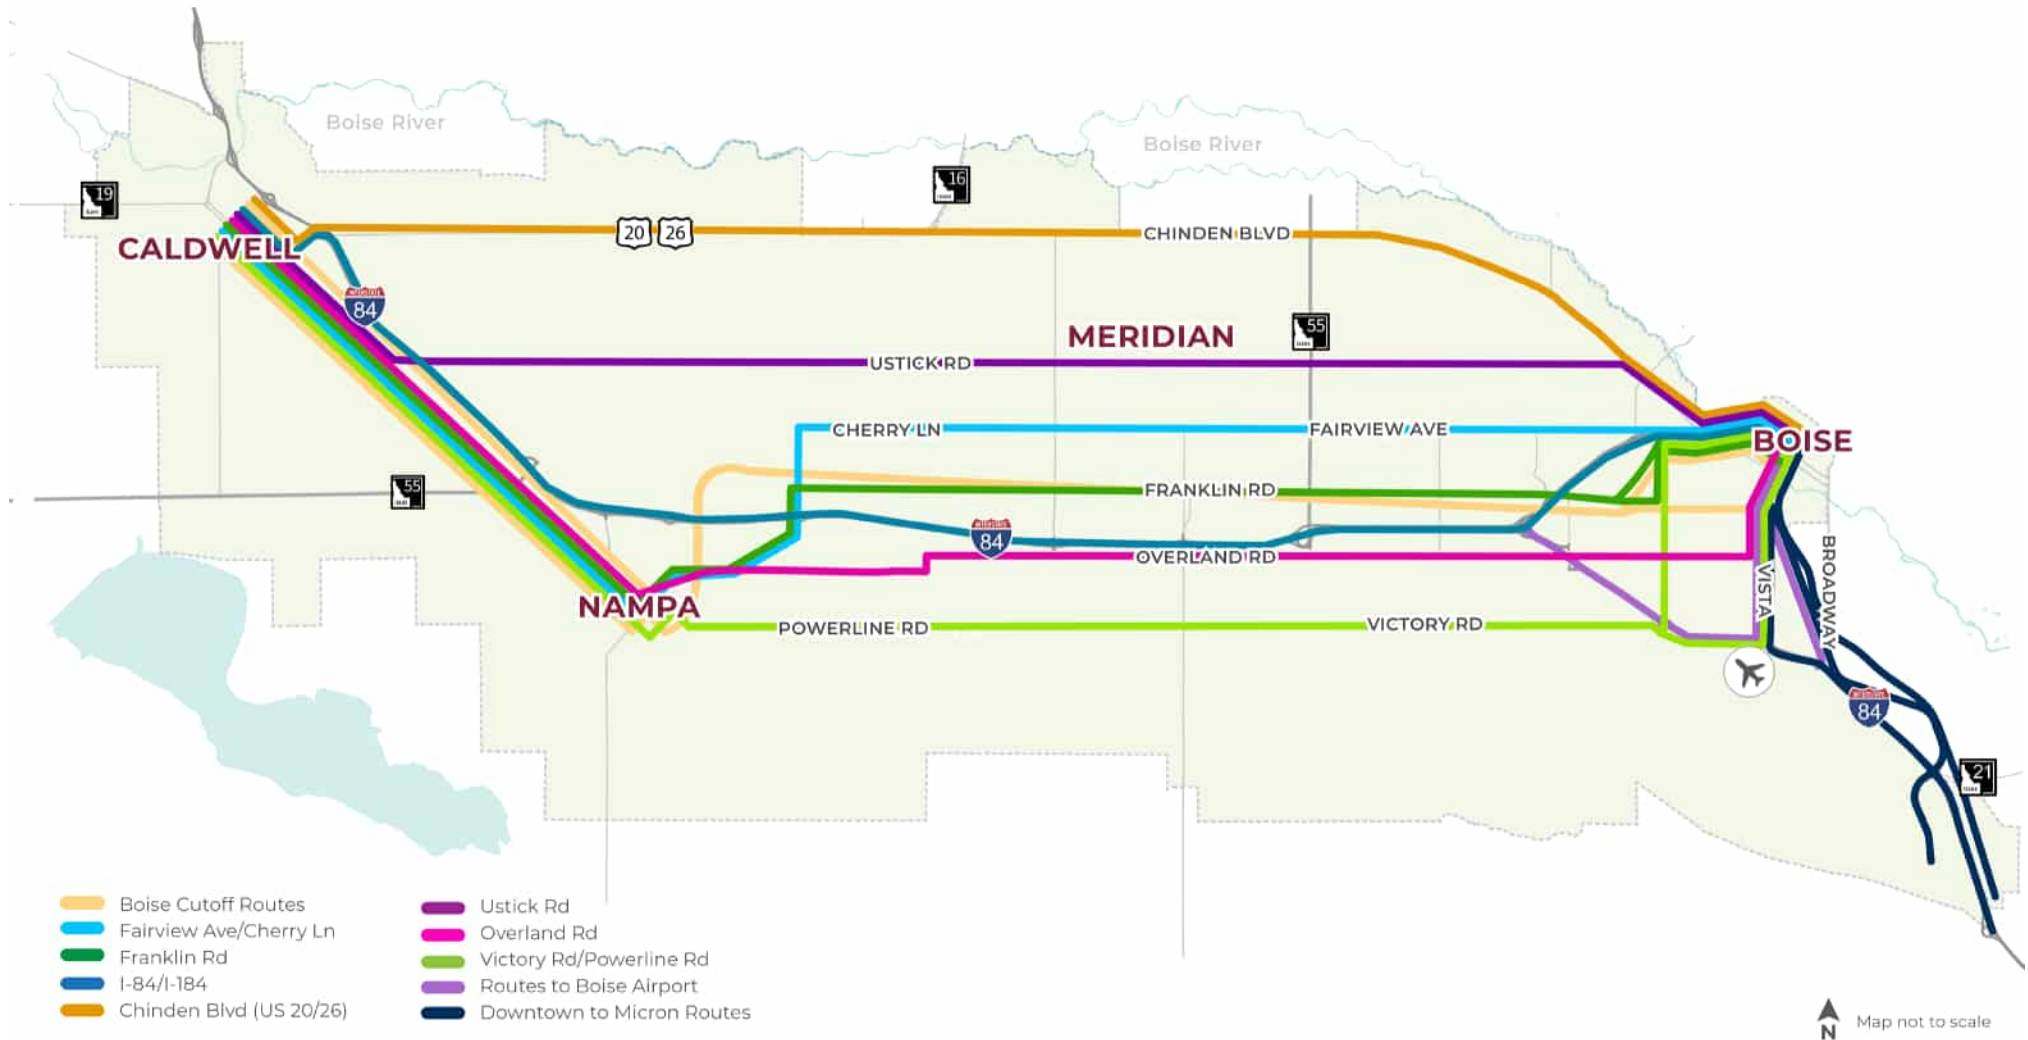 Boise River
Boise River
19
16
20
26
CHINDEN BLVD
CALDWELL
84
55
MERIDIAN
USTICK RD
CHERRY LN
FAIRVIEW AVE
BOISE
55
FRANKLIN RD
84
OVERLAND RD
NAMPA
POWERLINE RD
VICTORY RD
VISTA
BROADWAY
84
21
Boise Cutoff Routes
Fairview Ave/Cherry Ln
Franklin Rd
I-84/I-184
Chinden Blvd (US 20/26)
Ustick Rd
Overland Rd
Victory Rd/Powerline Rd
Routes to Boise Airport
Downtown to Micron Routes
N
Map not to scale